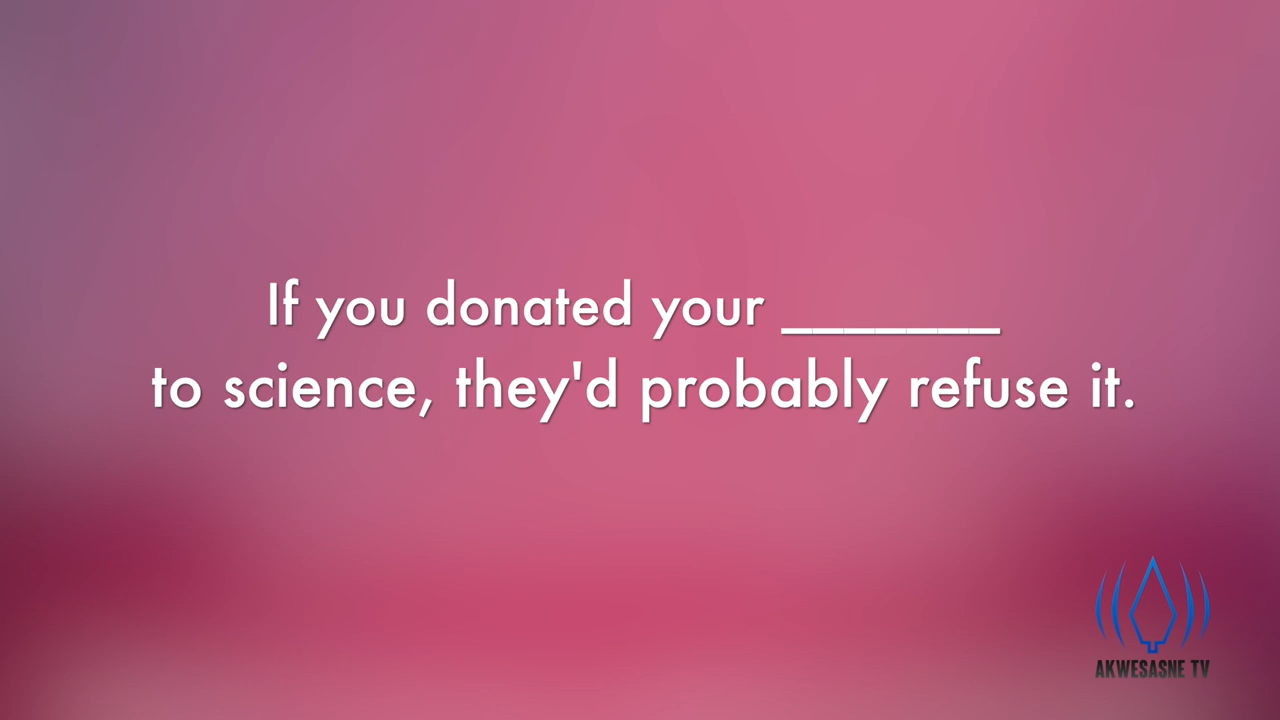 If you donated your _______
to science, they'd probably refuse it.
AKWESASNE TV